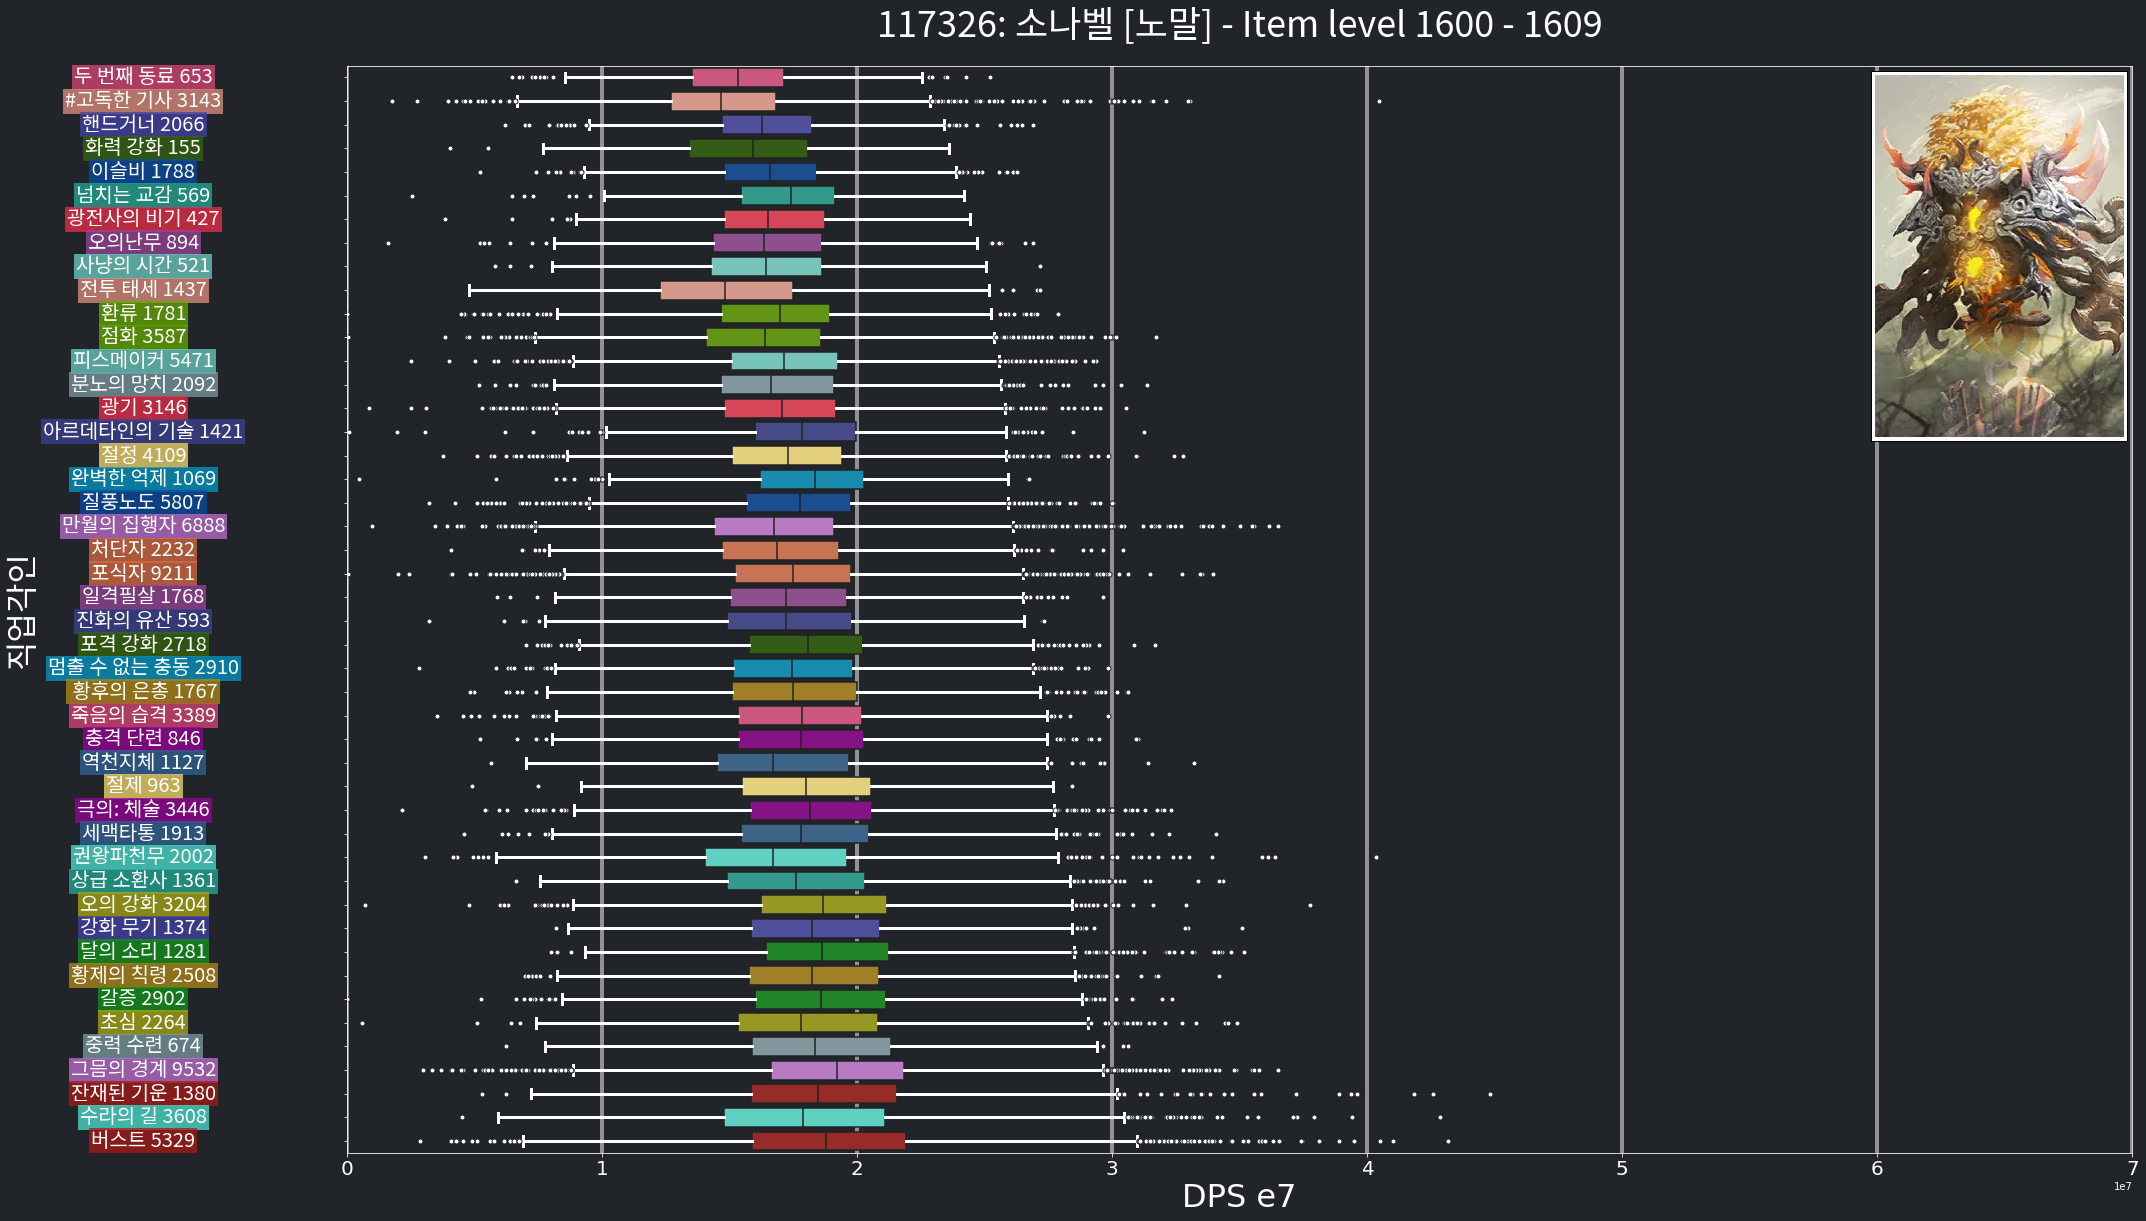 117326: 소나벨 [노말] - Item level 1600 - 1609
두 번째 동료 653
#고독한 기사 3143
핸드거너 2066
화력 강화 155
이슬비 1788
넘치는 교감 569
광전사의 비기 427
오의난무 894
사냥의 시간 521
전투 태세 1437
환류 1781
점화 3587
피스메이커 5471
분노의 망치 2092
광기 3146
아르데타인의 기술 1421
절정 4109
완벽한 억제 1069
질풍노도 5807
만월의 집행자 6888
처단자 2232
포식자 9211
일격필살 1768
진화의 유산 593
포격 강화 2718
멈출 수 없는 충동 2910
황후의 은총 1767
죽음의 습격 3389
충격 단련 846
역천지체 1127
절제 963
극의: 체술 3446
세맥타통 1913
권왕파천무 2002
상급 소환사 1361
오의 강화 3204
강화 무기 1374
달의 소리 1281
황제의 칙령 2508
갈증 2902
초심 2264
중력 수련 674
그믐의 경계 9532
잔재된 기운 1380
수라의 길 3608
버스트 5329
직업각인
0 1 2 3 4 5 6 7
1e7
DPS e7